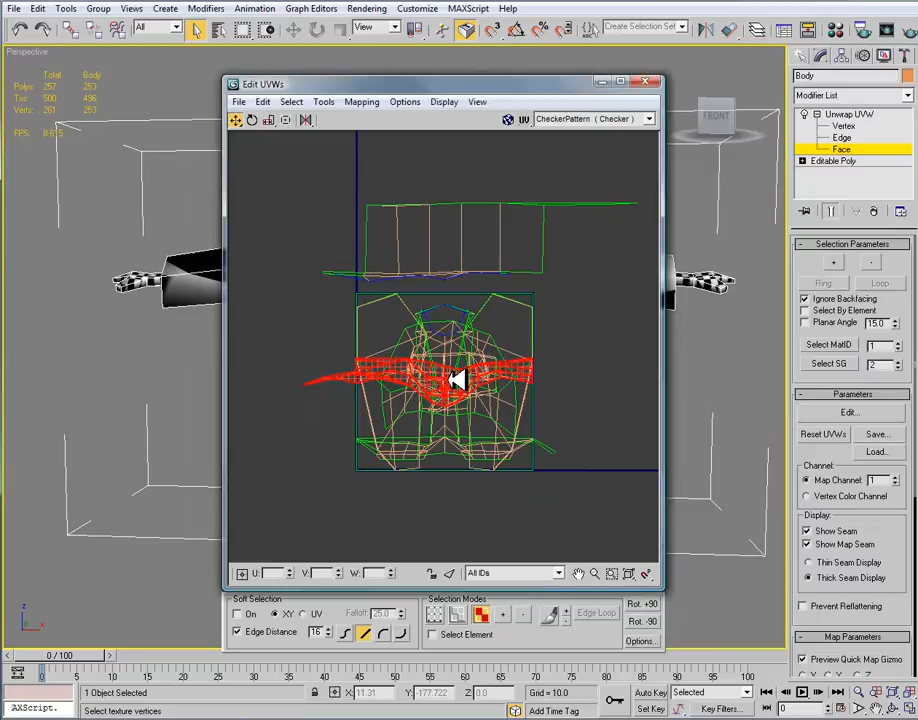 File Edit Tools Group Views Create Modifiers Animation Graph Editors Rendering Customize MAXScript Help
All View Create Selection Set
Perspective
Total Body
Polys: 257 253
Tris: 500 496
Verts: 261 253
FPS:
FRONT
Edit UVWs
File Edit Select Tools Mapping Options Display View
UV CheckerPattern ( Checker )
U: V: W: All IDs
Soft Selection Selection Modes Rot. +90
On XY UV Falloff: 25.0 Edge Loop Rot. -90
Edge Distance 16 Select Element Options...
Body
Modifier List
Unwrap UVW
Vertex
Edge
Face
Editable Poly
Selection Parameters
+ -
Ring Loop
Ignore Backfacing
Select By Element
Planar Angle 15.0
Select MatID 1
Select SG 2
Parameters
Edit...
Reset UVWs Save...
Load...
Channel:
Map Channel: 1
Vertex Color Channel
Display:
Show Seam
Show Map Seam
Thin Seam Display
Thick Seam Display
Prevent Reflattening
Map Parameters
Preview Quick Map Gizmo
z
x
0 / 100
0 5 10 15 20 25 30 35 40 45 50 55 60 65 70 75 80 85 90 95 100
1 Object Selected X: 11.31 Y: -177.722 Z: 0.0 Grid = 10.0 Auto Key Selected
AXScript. Select texture vertices Add Time Tag Set Key Key Filters... 0